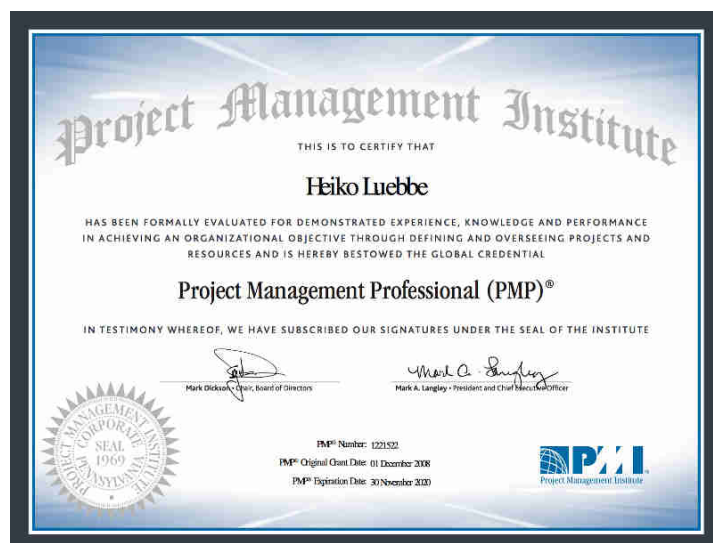 Project Management Institute
THIS IS TO CERTIFY THAT
Heiko Luebbe
HAS BEEN FORMALLY EVALUATED FOR DEMONSTRATED EXPERIENCE, KNOWLEDGE AND PERFORMANCE
IN ACHIEVING AN ORGANIZATIONAL OBJECTIVE THROUGH DEFINING AND OVERSEEING PROJECTS AND
RESOURCES AND IS HEREBY BESTOWED THE GLOBAL CREDENTIAL
Project Management Professional (PMP)®
IN TESTIMONY WHEREOF, WE HAVE SUBSCRIBED OUR SIGNATURES UNDER THE SEAL OF THE INSTITUTE
Mark A. Langley
Mark Dickson • Chair, Board of Directors
Mark A. Langley • President and Chief Executive Officer
PROJECT MANAGEMENT INSTITUTE
CORPORATE
SEAL
1969
PENNSYLVANIA
PMP® Number: 1221522
PMP® Original Grant Date: 01 December 2008
PMP® Expiration Date: 30 November 2020
PMI
Project Management Institute